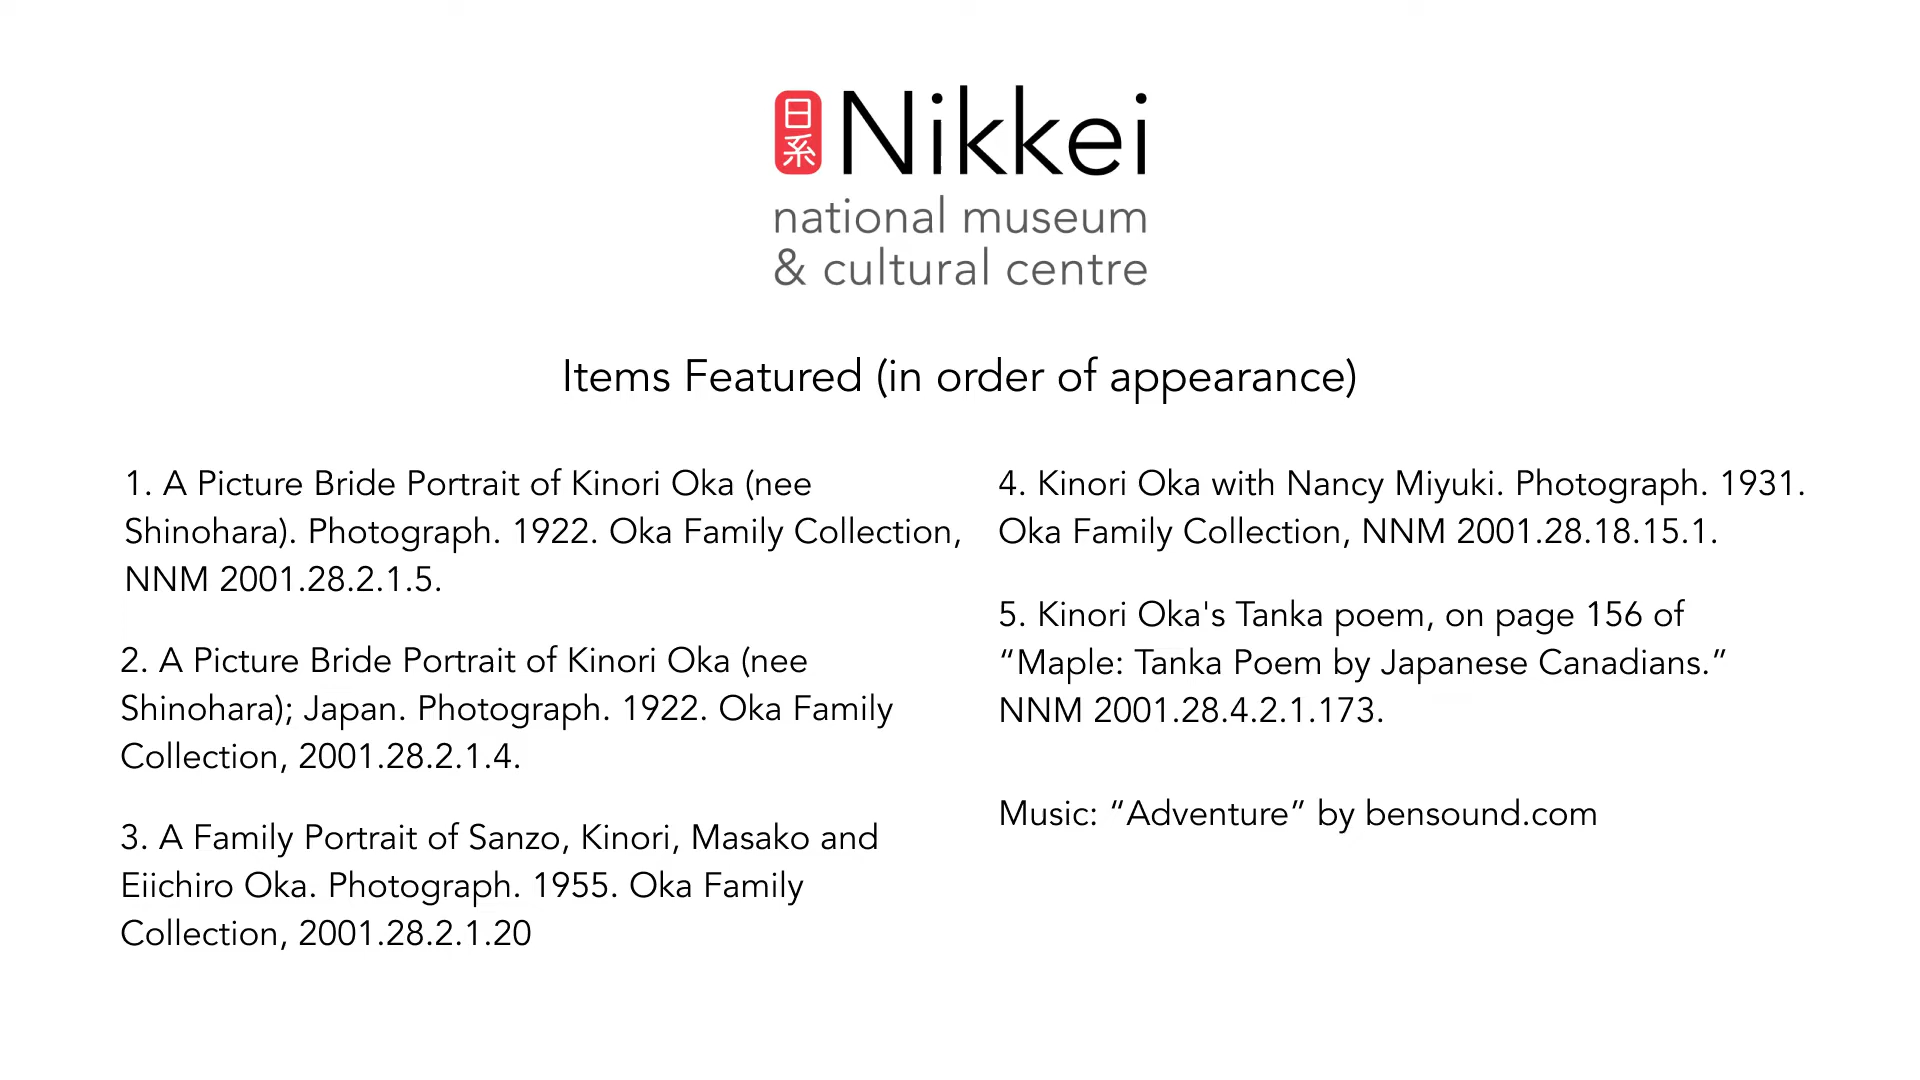 日系 Nikkei
national museum
& cultural centre
Items Featured (in order of appearance)
1. A Picture Bride Portrait of Kinori Oka (nee
Shinohara). Photograph. 1922. Oka Family Collection,
NNM 2001.28.2.1.5.
2. A Picture Bride Portrait of Kinori Oka (nee
Shinohara); Japan. Photograph. 1922. Oka Family
Collection, 2001.28.2.1.4.
3. A Family Portrait of Sanzo, Kinori, Masako and
Eiichiro Oka. Photograph. 1955. Oka Family
Collection, 2001.28.2.1.20
4. Kinori Oka with Nancy Miyuki. Photograph. 1931.
Oka Family Collection, NNM 2001.28.18.15.1.
5. Kinori Oka's Tanka poem, on page 156 of
“Maple: Tanka Poem by Japanese Canadians.”
NNM 2001.28.4.2.1.173.
Music: “Adventure” by bensound.com